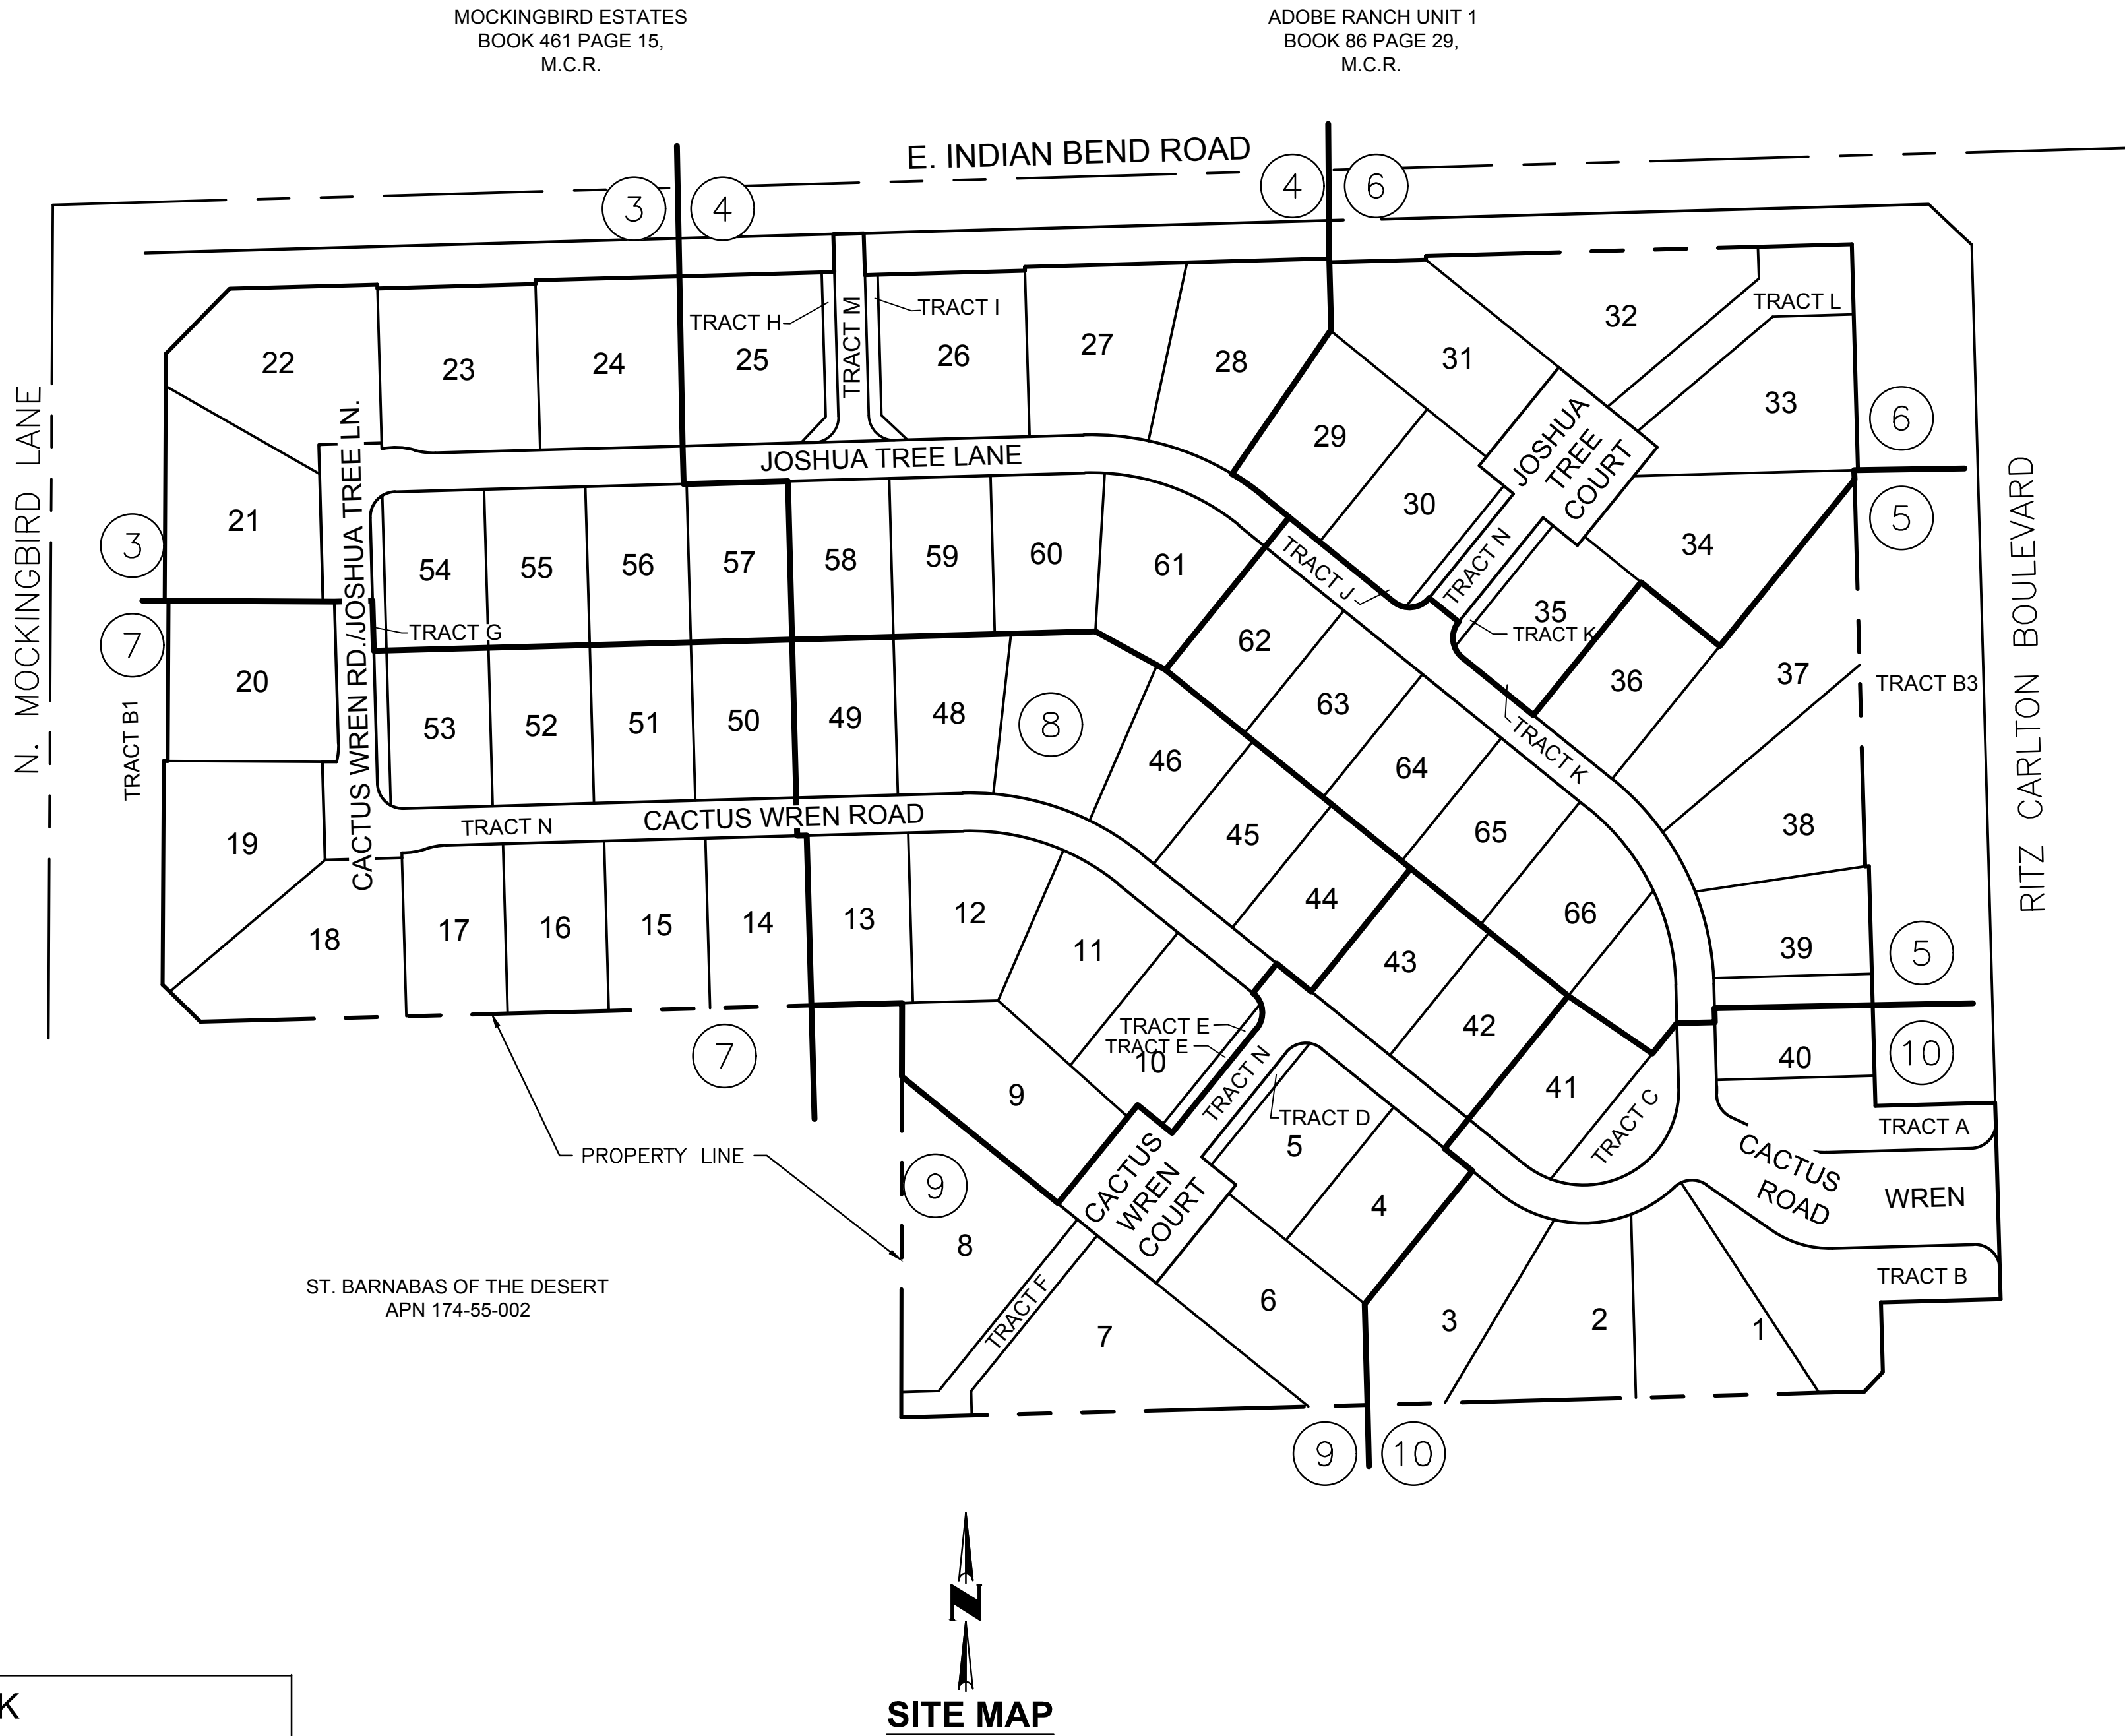 MOCKINGBIRD ESTATES
BOOK 461 PAGE 15,
M.C.R.
ADOBE RANCH UNIT 1
BOOK 86 PAGE 29,
M.C.R.
E. INDIAN BEND ROAD
3
4
4
6
N. MOCKINGBIRD LANE
RITZ CARLTON BOULEVARD
22
23
24
TRACT H
25
TRACT M
TRACT I
26
27
28
31
32
TRACT L
33
6
5
21
3
7
CACTUS WREN RD./JOSHUA TREE LN.
JOSHUA TREE LANE
29
30
JOSHUA
TREE
COURT
TRACT N
34
54
55
56
57
58
59
60
61
TRACT J
35
TRACT K
TRACT G
20
TRACT B1
53
52
51
50
49
48
8
46
62
63
64
65
66
36
37
TRACT K
TRACT B3
38
19
TRACT N
CACTUS WREN ROAD
45
44
43
42
18
17
16
15
14
13
12
11
39
5
7
TRACT E
TRACT E
10
TRACT N
9
TRACT D
5
4
41
TRACT C
40
10
TRACT A
CACTUS
ROAD
WREN
TRACT B
PROPERTY LINE
9
8
CACTUS
WREN
COURT
TRACT F
7
6
3
2
1
ST. BARNABAS OF THE DESERT
APN 174-55-002
9
10
N
SITE MAP
K